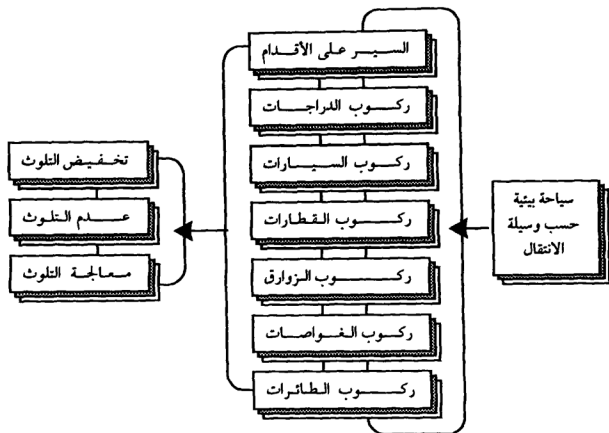 سياحة بيئية
حسب وسيلة
الانتقال
السير على الأقدام
ركوب الدراجات
ركوب السيارات
ركوب القطارات
ركوب الزوارق
ركوب الغواصات
ركوب الطائرات
تخفيض التلوث
عدم التلوث
معالجة التلوث